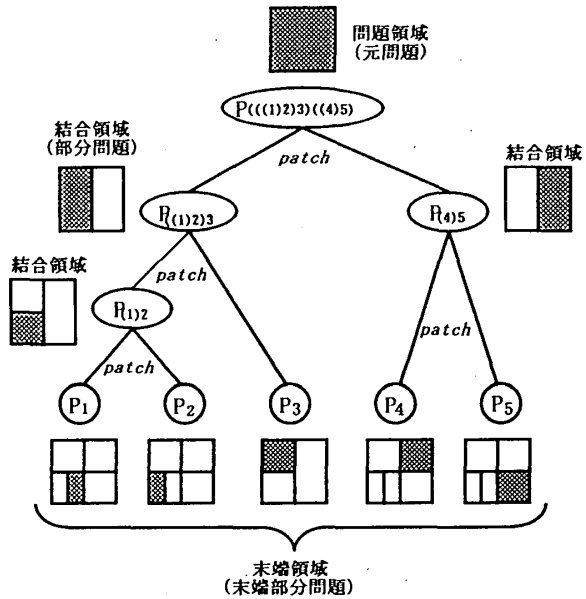 問題領域
(元問題)
P(((1)2)3)((4)5)
結合領域
(部分問題)
patch
結合領域
P((1)2)3
P(4)5
結合領域
patch
P(1)2
patch
patch
P1
P2
P3
P4
P5
末端領域
(末端部分問題)